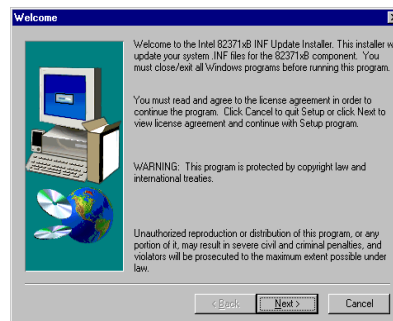 Welcome
Welcome to the Intel 82371xB INF Update Installer. This installer w
update your system .INF files for the 82371xB component. You
must close/exit all Windows programs before running this program.
You must read and agree to the license agreement in order to
continue the program. Click Cancel to quit Setup or click Next to
view license agreement and continue with Setup program.
WARNING: This program is protected by copyright law and
international treaties.
Unauthorized reproduction or distribution of this program, or any
portion of it, may result in severe civil and criminal penalties, and
violators will be prosecuted to the maximum extent possible under
law.
< Back
Next >
Cancel